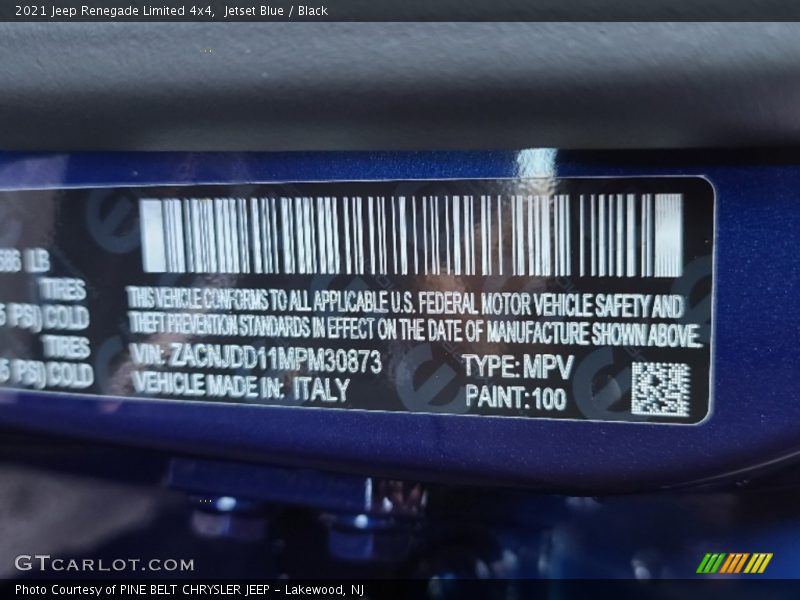 2021 Jeep Renegade Limited 4x4,  Jetset Blue / Black
LB
TIRES
PSI) COLD
TIRES
PSI) COLD
THIS VEHICLE CONFORMS TO ALL APPLICABLE U.S. FEDERAL MOTOR VEHICLE SAFETY AND
THEFT PREVENTION STANDARDS IN EFFECT ON THE DATE OF MANUFACTURE SHOWN ABOVE.
VIN: ZACNJDD11MPM30873
TYPE: MPV
VEHICLE MADE IN: ITALY
PAINT: 100
GTCARLOT.COM
Photo Courtesy of PINE BELT CHRYSLER JEEP - Lakewood, NJ